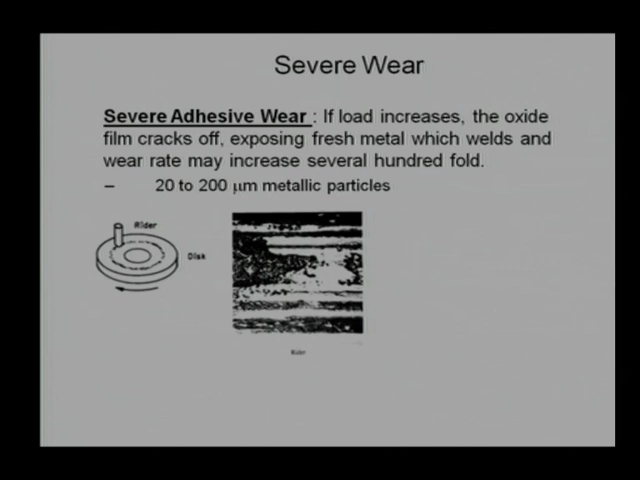 Severe Wear
Severe Adhesive Wear : If load increases, the oxide
film cracks off, exposing fresh metal which welds and
wear rate may increase several hundred fold.
– 20 to 200 μm metallic particles
Rider
Disk
Rider